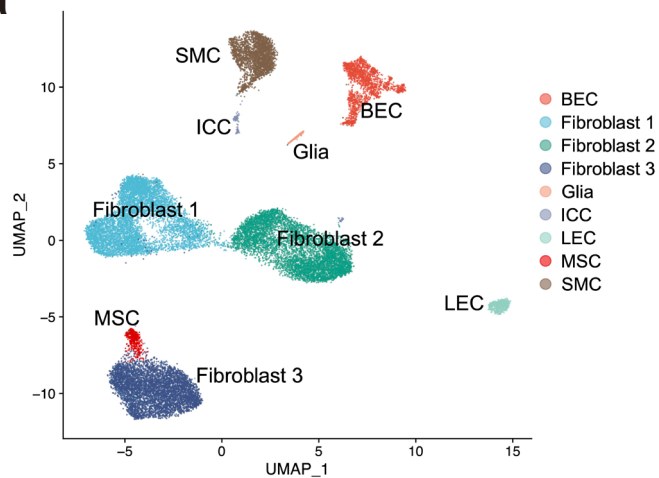 SMC
BEC
ICC
Glia
Fibroblast 1
Fibroblast 2
LEC
MSC
Fibroblast 3
10
5
0
−5
−10
UMAP_2
−5
0
5
10
15
UMAP_1
BEC
Fibroblast 1
Fibroblast 2
Fibroblast 3
Glia
ICC
LEC
MSC
SMC